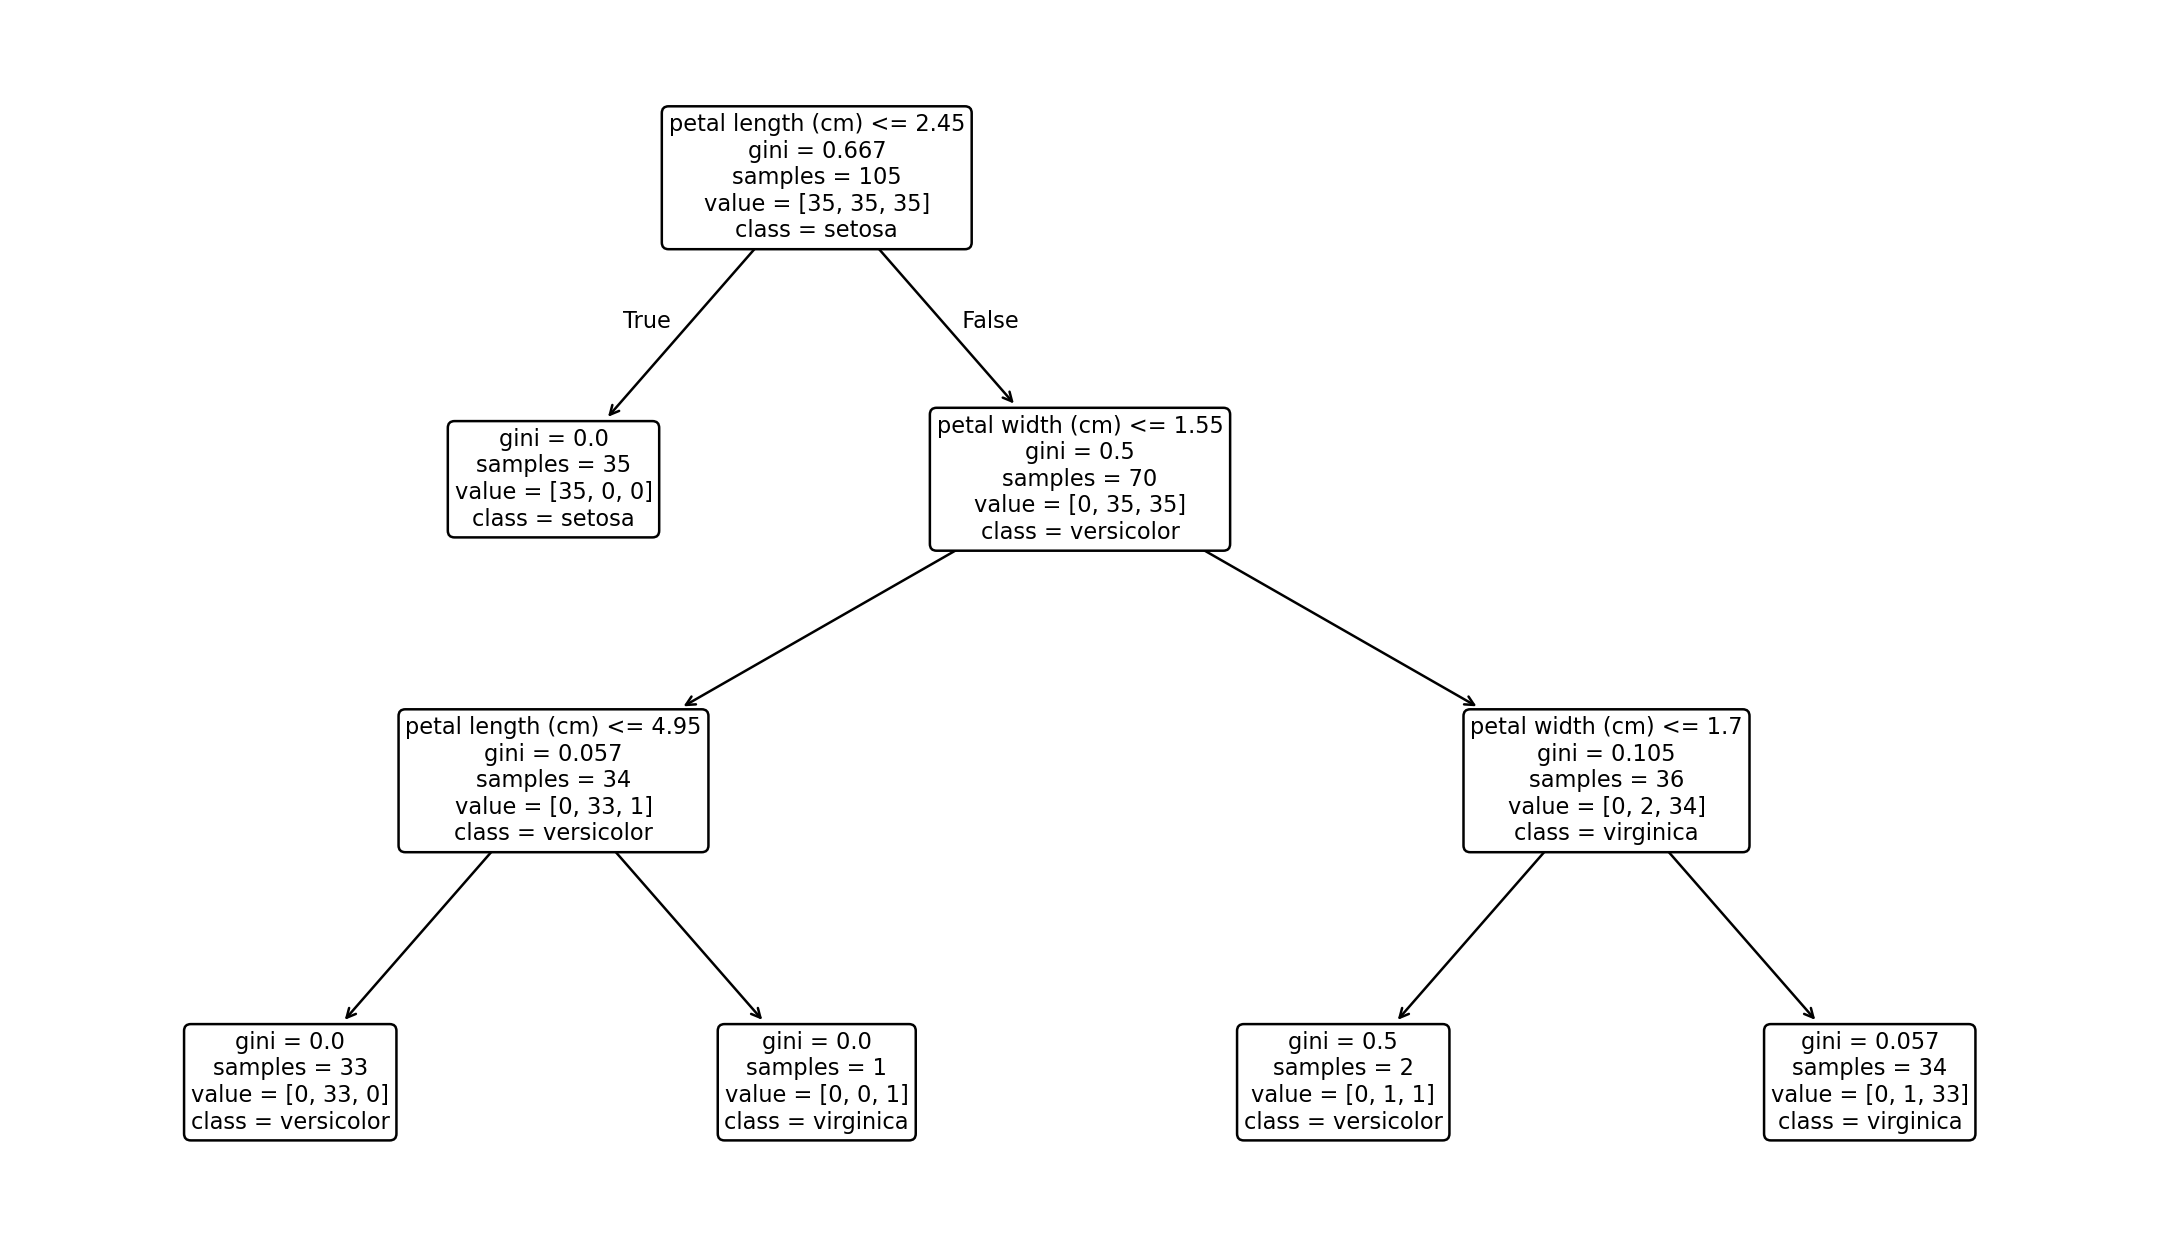 petal length (cm) <= 2.45
gini = 0.667
samples = 105
value = [35, 35, 35]
class = setosa
True
False
gini = 0.0
samples = 35
value = [35, 0, 0]
class = setosa
petal width (cm) <= 1.55
gini = 0.5
samples = 70
value = [0, 35, 35]
class = versicolor
petal length (cm) <= 4.95
gini = 0.057
samples = 34
value = [0, 33, 1]
class = versicolor
petal width (cm) <= 1.7
gini = 0.105
samples = 36
value = [0, 2, 34]
class = virginica
gini = 0.0
samples = 33
value = [0, 33, 0]
class = versicolor
gini = 0.0
samples = 1
value = [0, 0, 1]
class = virginica
gini = 0.5
samples = 2
value = [0, 1, 1]
class = versicolor
gini = 0.057
samples = 34
value = [0, 1, 33]
class = virginica